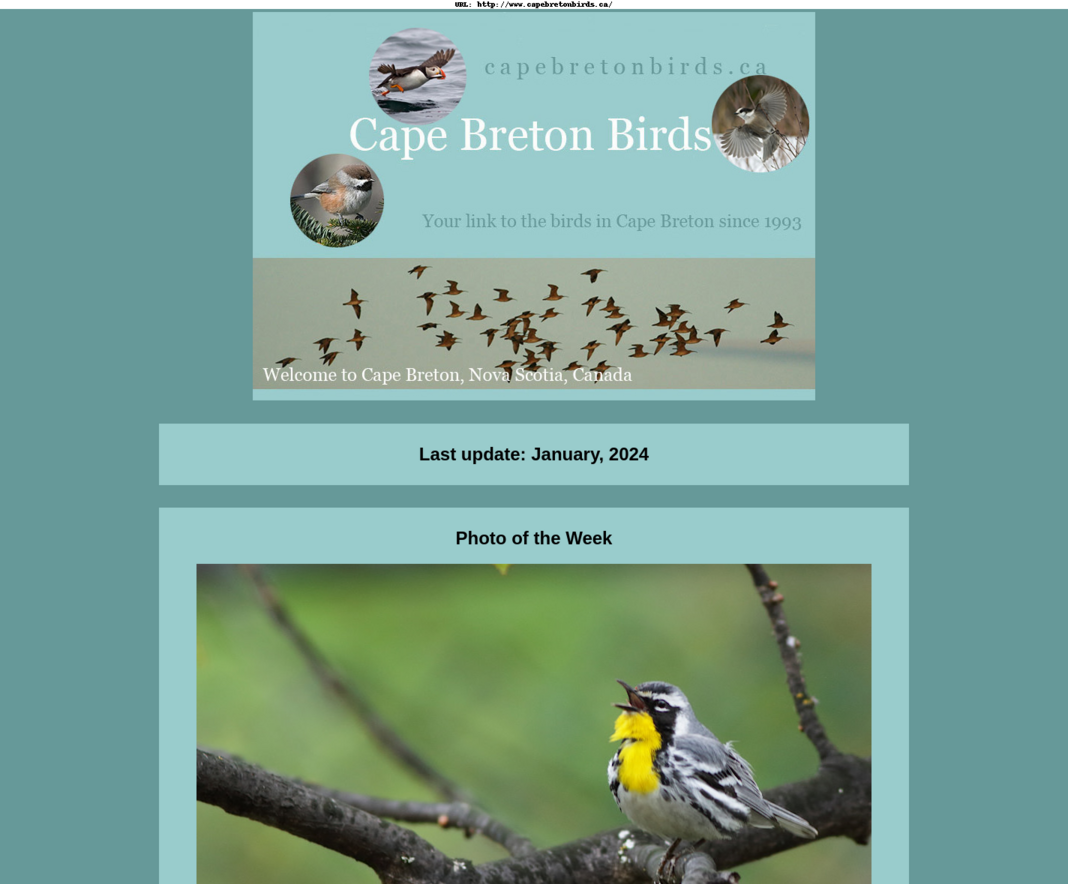 URL: http://www.capebretonbirds.ca/
capebretonbirds.ca
Cape Breton Birds
Your link to the birds in Cape Breton since 1993
Welcome to Cape Breton, Nova Scotia, Canada
Last update: January, 2024
Photo of the Week